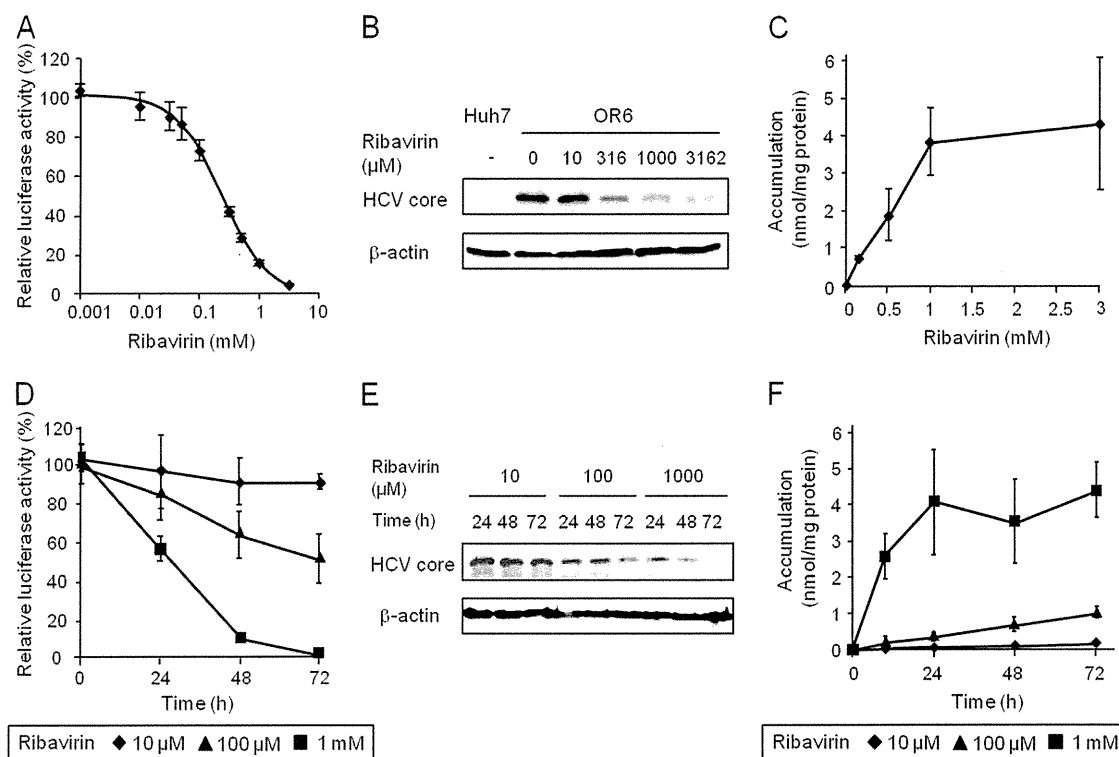 A
Relative luciferase activity (%)
120
100
80
60
40
20
0
0.001
0.01
0.1
1
10
Ribavirin (mM)
B
Huh7
OR6
Ribavirin
(µM)
-
0 10 316 1000 3162
HCV core
β-actin
C
Accumulation
(nmol/mg protein)
6
5
4
3
2
1
0
0 0.5 1 1.5 2 2.5 3
Ribavirin (mM)
D
Relative luciferase activity (%)
120
100
80
60
40
20
0
0 24 48 72
Time (h)
Ribavirin ◆ 10 µM ▲ 100 µM ■ 1 mM
E
Ribavirin
(µM)
10 100 1000
Time (h) 24 48 72 24 48 72 24 48 72
HCV core
β-actin
F
Accumulation
(nmol/mg protein)
6
5
4
3
2
1
0
0 24 48 72
Time (h)
Ribavirin ◆ 10 µM ▲ 100 µM ■ 1 mM